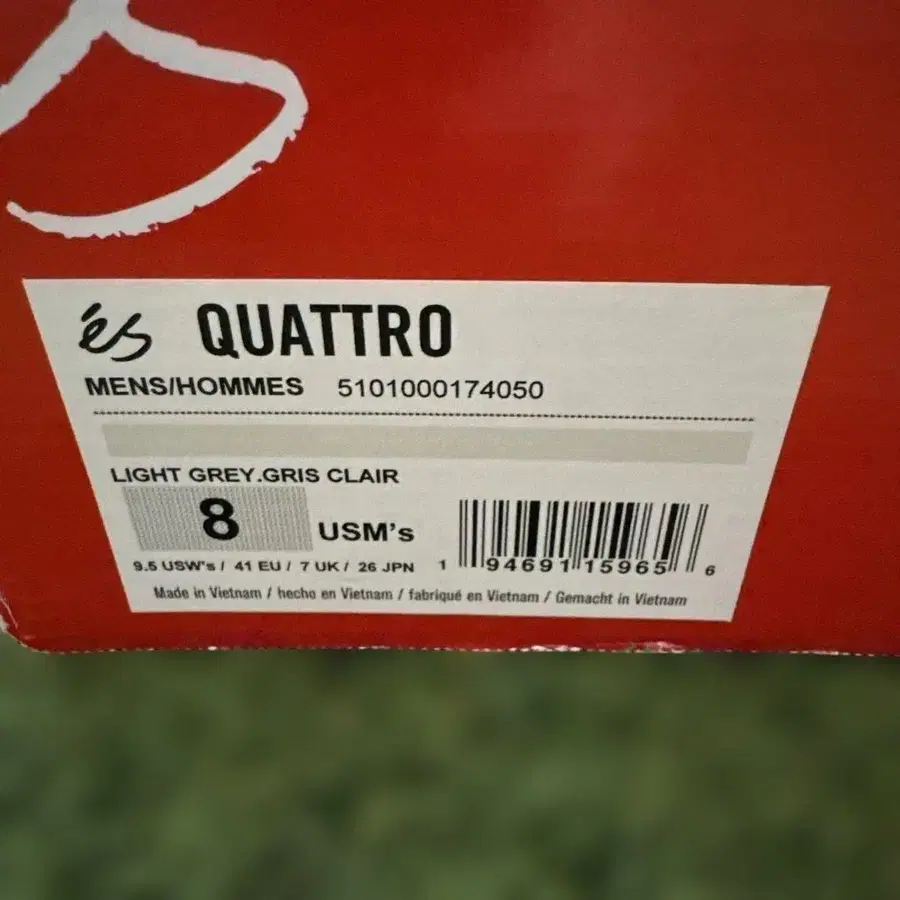 éS QUATTRO
MENS/HOMMES 5101000174050
LIGHT GREY.GRIS CLAIR
8 USM's
9.5 USW's / 41 EU / 7 UK / 26 JPN
1 94691 15965 6
Made in Vietnam / hecho en Vietnam / fabriqué en Vietnam / Gemacht in Vietnam